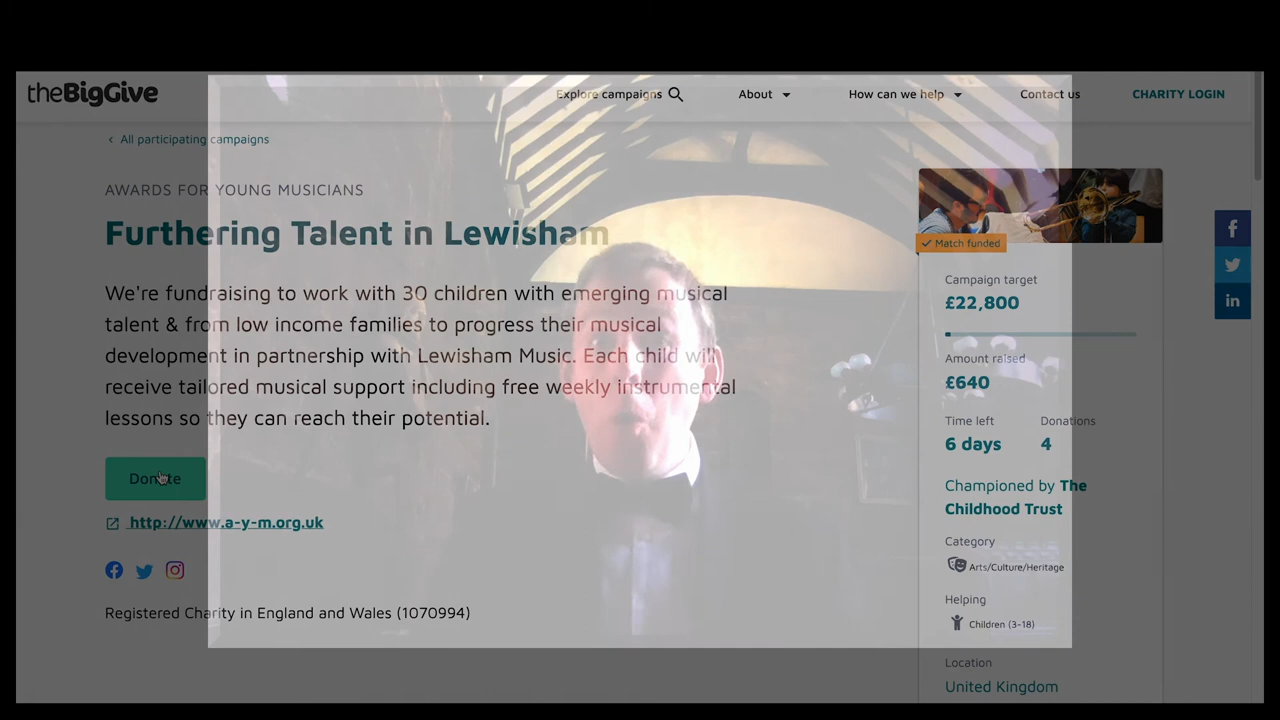 theBigGive
Explore campaigns
About
How can we help
Contact us
CHARITY LOGIN
‹ All participating campaigns
AWARDS FOR YOUNG MUSICIANS
Furthering Talent in Lewisham
We're fundraising to work with 30 children with emerging musical
talent & from low income families to progress their musical
development in partnership with Lewisham Music. Each child will
receive tailored musical support including free weekly instrumental
lessons so they can reach their potential.
Donate
http://www.a-y-m.org.uk
Registered Charity in England and Wales (1070994)
Match funded
Campaign target
£22,800
Amount raised
£640
Time left
Donations
6 days
4
Championed by The
Childhood Trust
Category
Arts/Culture/Heritage
Helping
Children (3-18)
Location
United Kingdom